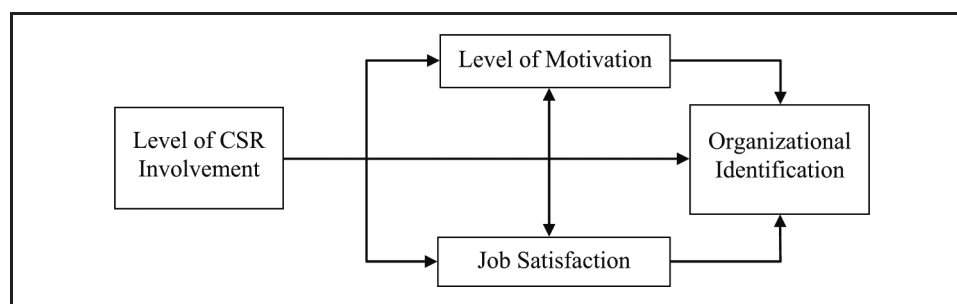 Level of Motivation
Level of CSR
Involvement
Organizational
Identification
Job Satisfaction